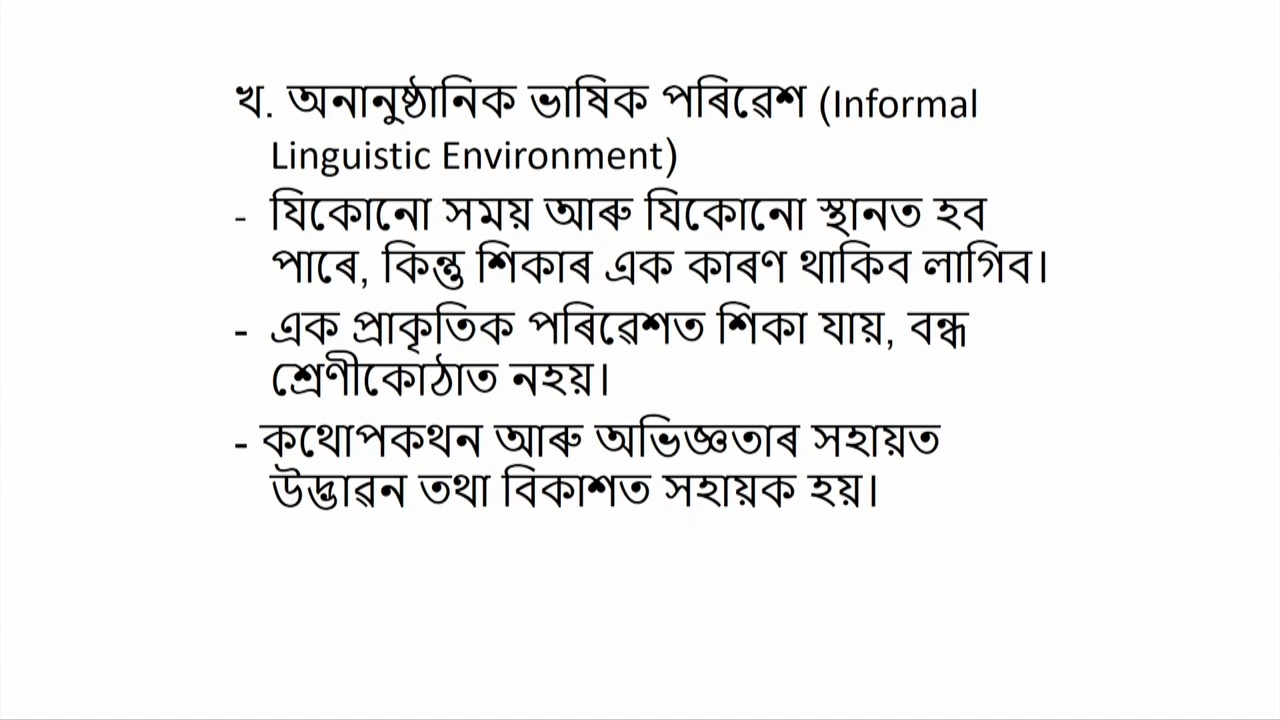 খ. অনানুষ্ঠানিক ভাষিক পৰিৱেশ (Informal
Linguistic Environment)
- যিকোনো সময় আৰু যিকোনো স্থানত হব
পাৰে, কিন্তু শিকাৰ এক কাৰণ থাকিব লাগিব।
- এক প্ৰাকৃতিক পৰিৱেশত শিকা যায়, বন্ধ
শ্ৰেণীকোঠাত নহয়।
- কথোপকথন আৰু অভিজ্ঞতাৰ সহায়ত
উদ্ভাৱন তথা বিকাশত সহায়ক হয়।